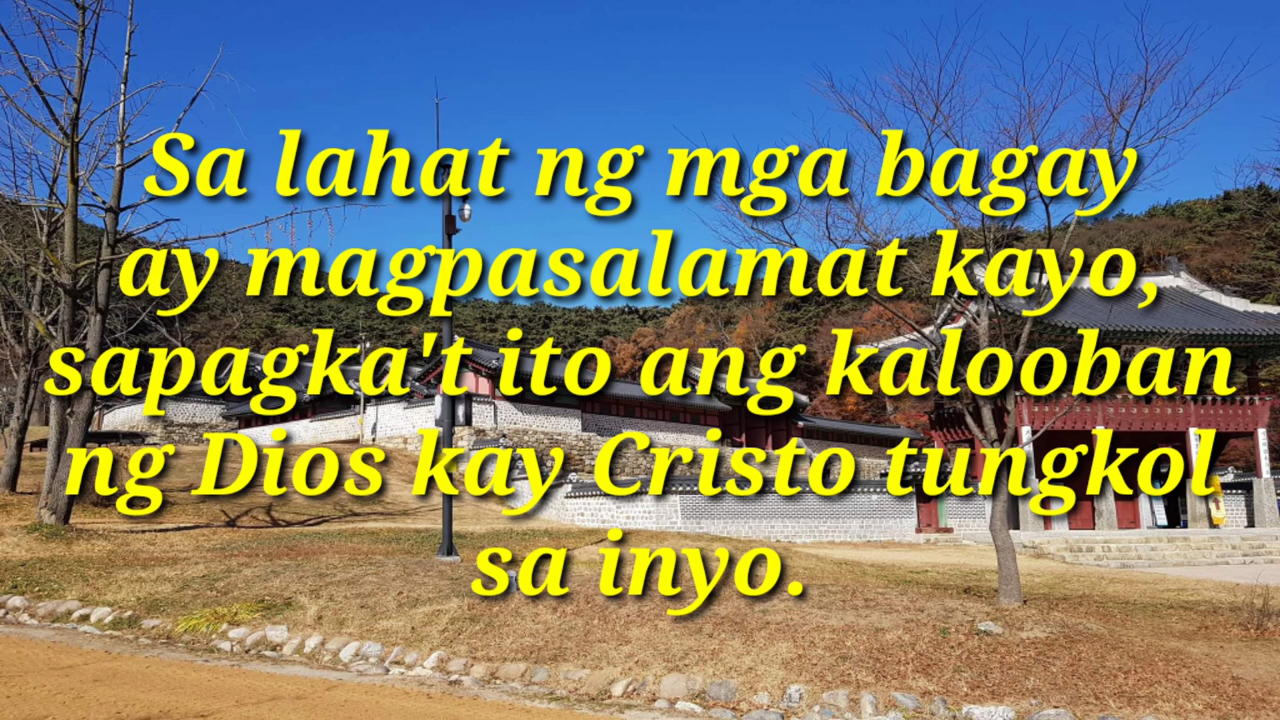 Sa lahat ng mga bagay
ay magpasalamat kayo,
sapagka't ito ang kalooban
ng Dios kay Cristo tungkol
sa inyo.